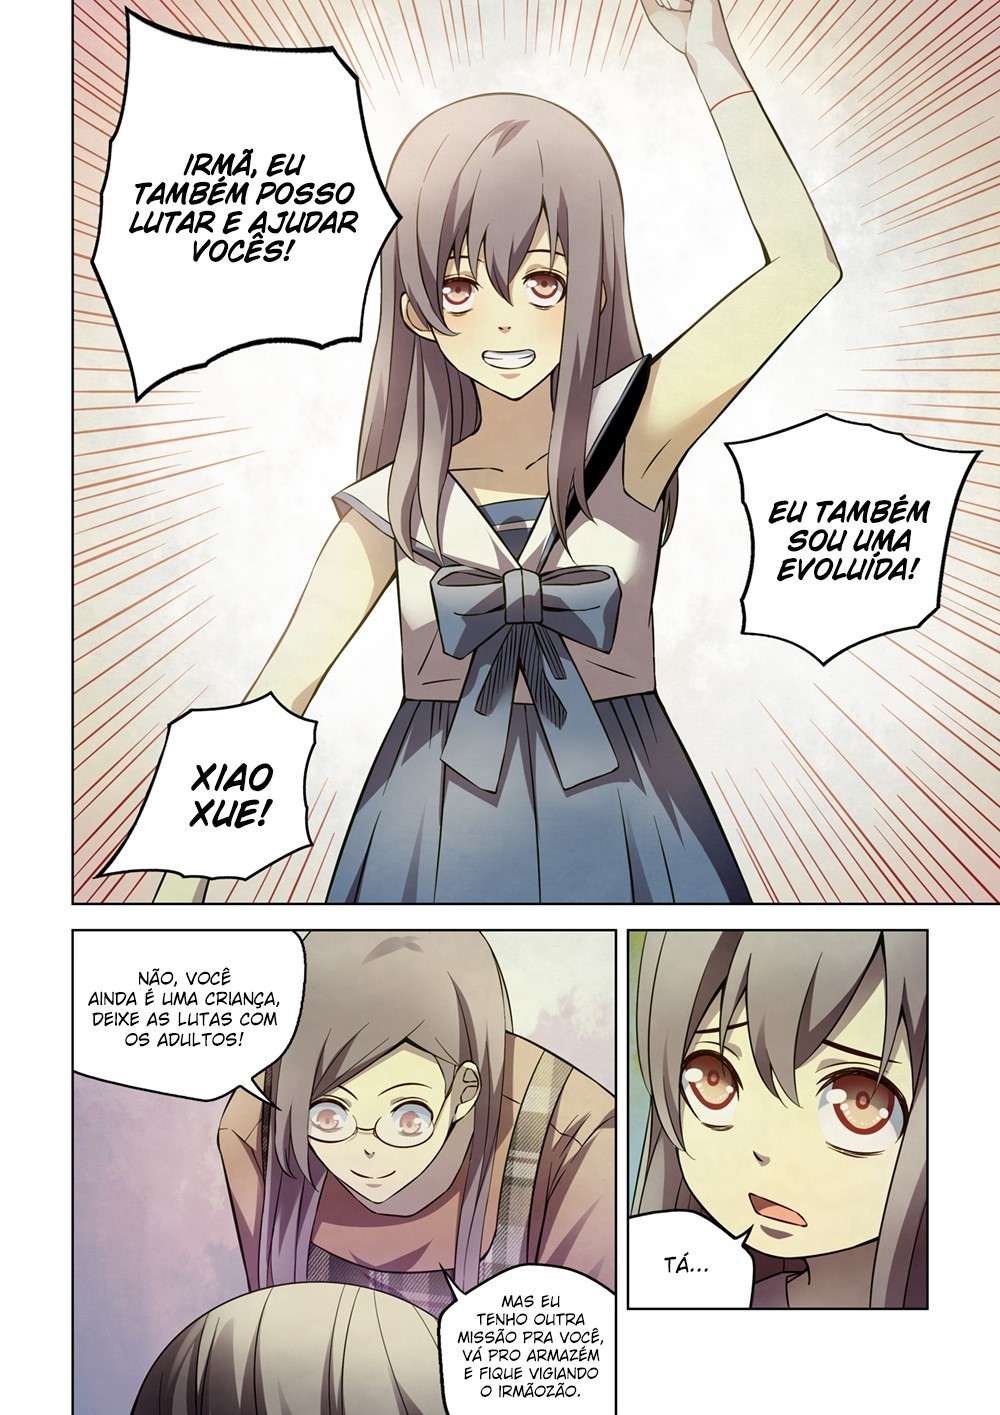 IRMÃ, EU
TAMBÉM POSSO
LUTAR E AJUDAR
VOCÊS!
EU TAMBÉM
SOU UMA
EVOLUÍDA!
XIAO
XUE!
NÃO, VOCÊ
AINDA É UMA CRIANÇA,
DEIXE AS LUTAS COM
OS ADULTOS!
MAS EU
TENHO OUTRA
MISSÃO PRA VOCÊ,
VÁ PRO ARMAZÉM
E FIQUE VIGIANDO
O IRMÃOZÃO.
TÁ...